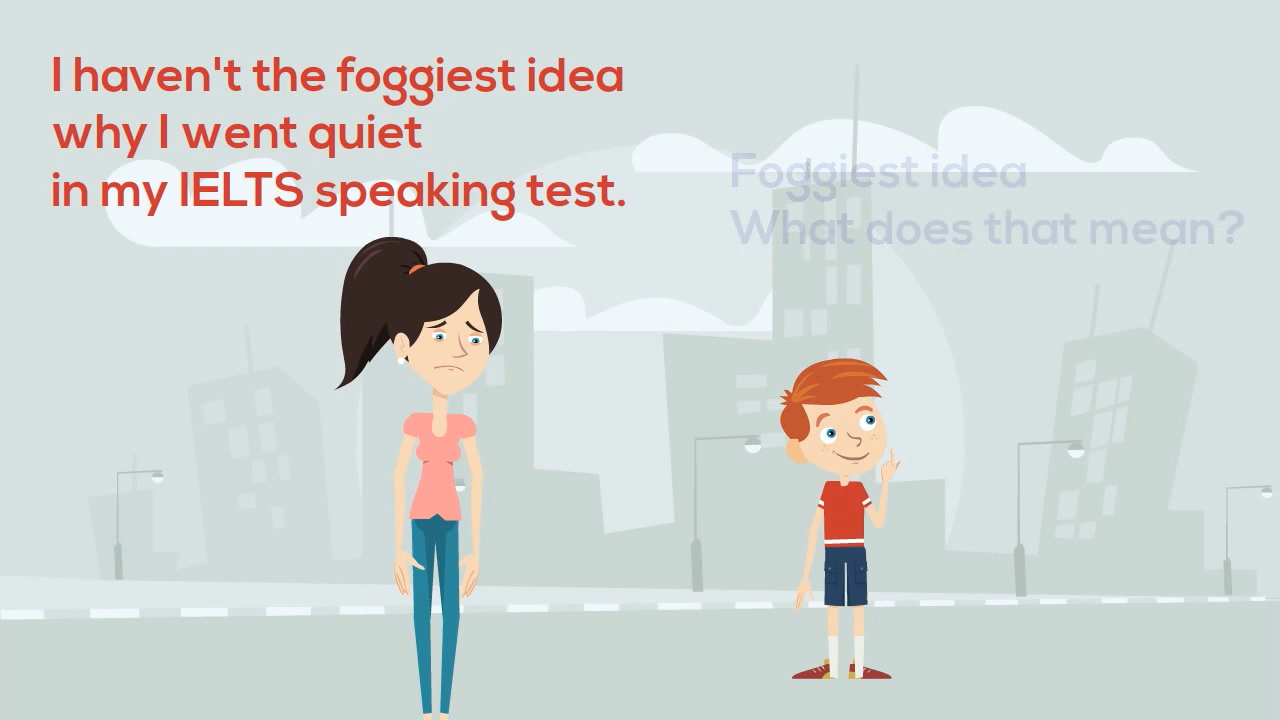 I haven't the foggiest idea
why I went quiet
in my IELTS speaking test.
Foggiest idea
What does that mean?